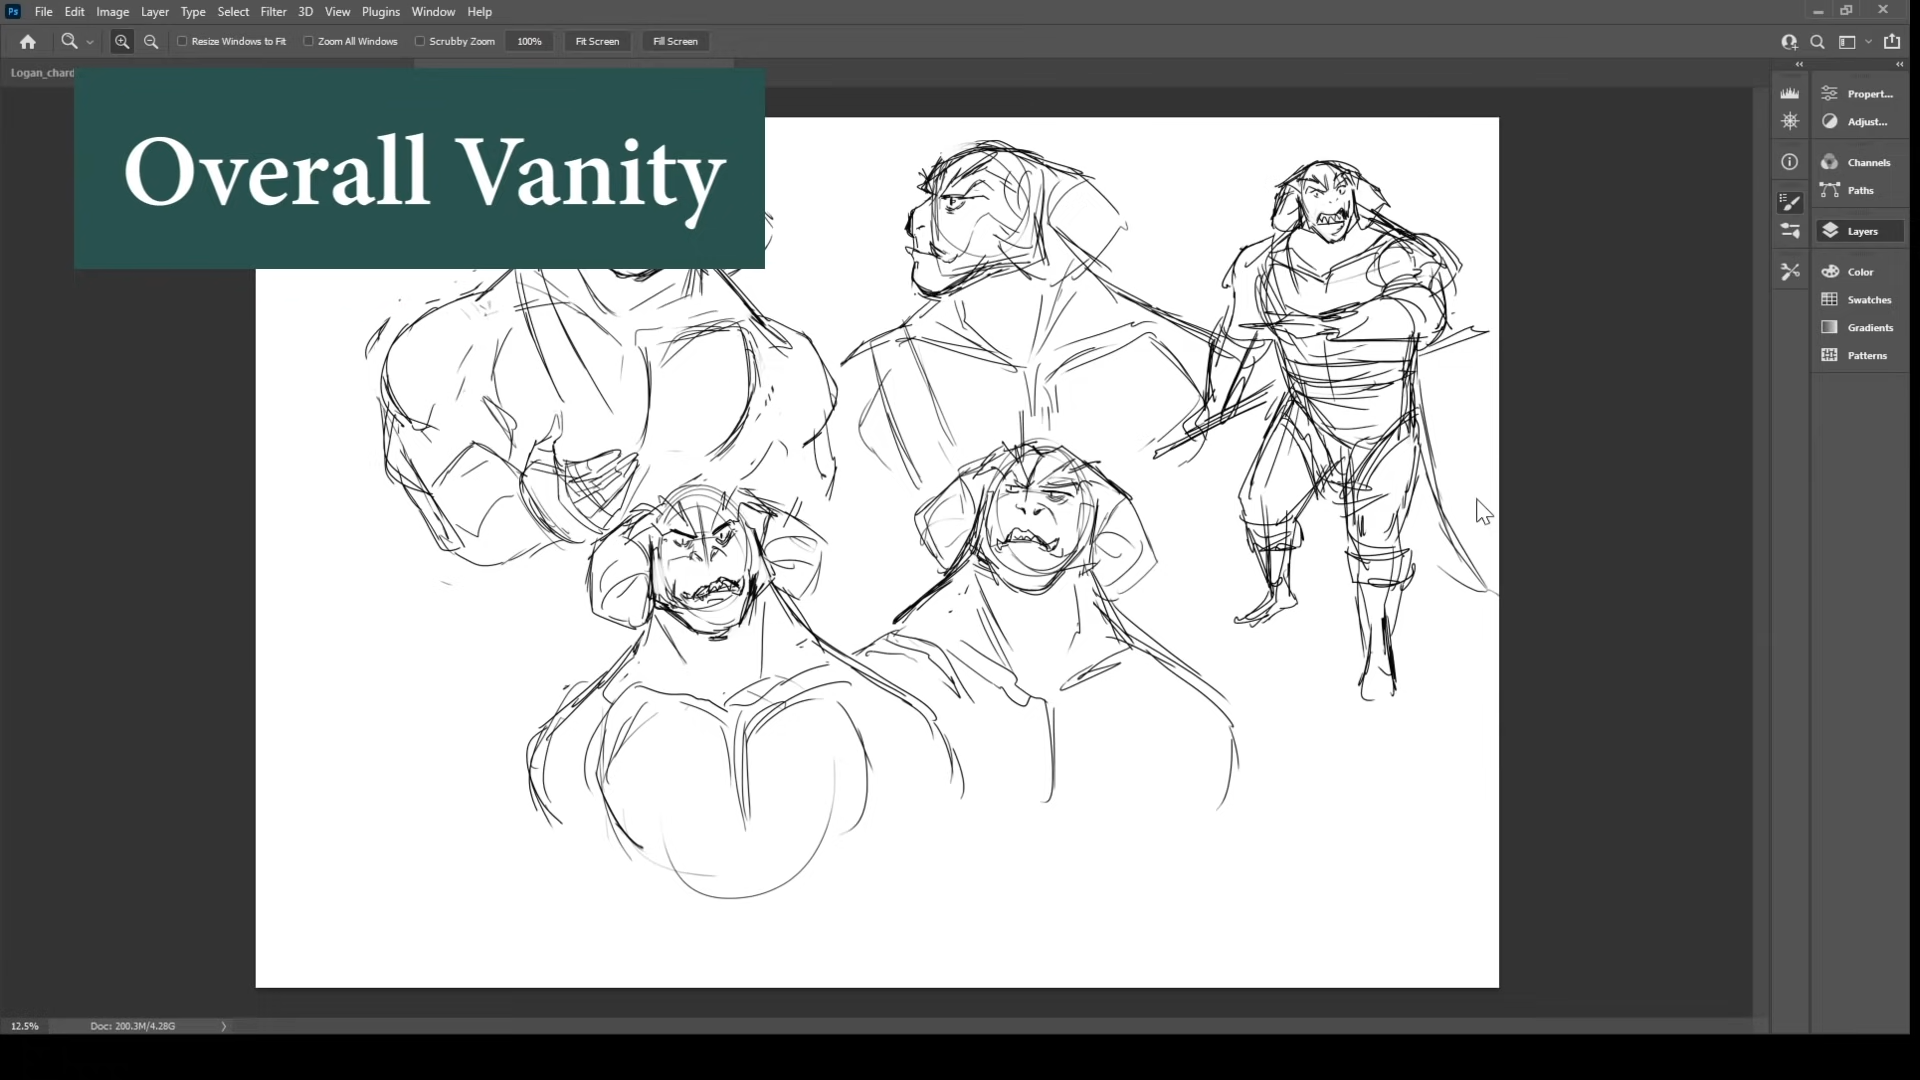 Ps File Edit Image Layer Type Select Filter 3D View Plugins Window Help
Resize Windows to Fit Zoom All Windows Scrubby Zoom 100% Fit Screen Fill Screen
Logan_chard
Overall Vanity
Propert...
Adjust...
Channels
Paths
Layers
Color
Swatches
Gradients
Patterns
12.5% Doc: 200.3M/4.28G